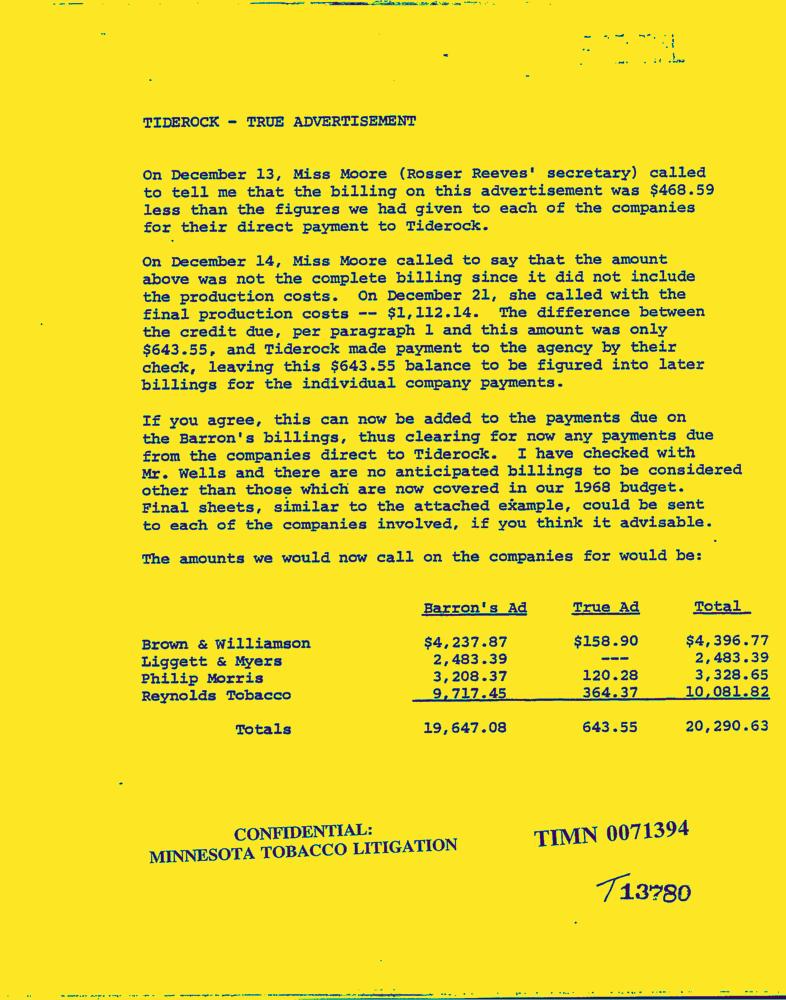 TIDEROCK - TRUE ADVERTISEMENT
On December 13, Miss Moore (Rosser Reeves' secretary) called
to tell me that the billing on this advertisement was $468.59
less than the figures we had given to each of the companies
for their direct payment to Tiderock.
On December 14, Miss Moore called to say that the amount
above was not the complete billing since it did not include
the production costs. On December 21, she called with the
final production costs -- $1,112.14. The difference between
the credit due, per paragraph 1 and this amount was only
$643.55, and Tiderock made payment to the agency by their
check, leaving this $643.55 balance to be figured into later
billings for the individual company payments.
If you agree, this can now be added to the payments due on
the Barron's billings, thus clearing for now any payments due
from the companies direct to Tiderock. I have checked with
Mr. Wells and there are no anticipated billings to be considered
other than those which are now covered in our 1968 budget.
Final sheets, similar to the attached example, could be sent
to each of the companies involved, if you think it advisable.
The amounts we would now call on the companies for would be:
Barron's Ad True Ad Total
Brown & Williamson $4,237.87 $158.90 $4,396.77
Liggett & Myers 2,483.39 --- 2,483.39
Philip Morris 3,208.37 120.28 3,328.65
Reynolds Tobacco 9,717.45 364.37 10,081.82
Totals 19,647.08 643.55 20,290.63
CONFIDENTIAL:
MINNESOTA TOBACCO LITIGATION
TIMN 0071394
T13780